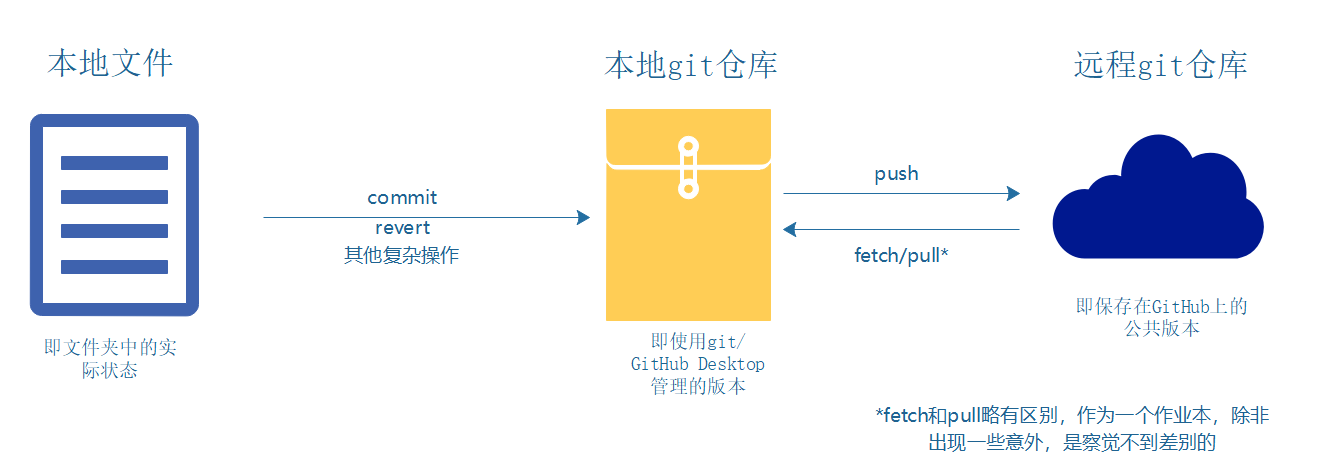 本地文件
本地git仓库
远程git仓库
commit
revert
其他复杂操作
push
fetch/pull*
即文件夹中的实
际状态
即使用git/
GitHub Desktop
管理的版本
即保存在GitHub上的
公共版本
*fetch和pull略有区别，作为一个作业本，除非
出现一些意外，是察觉不到差别的